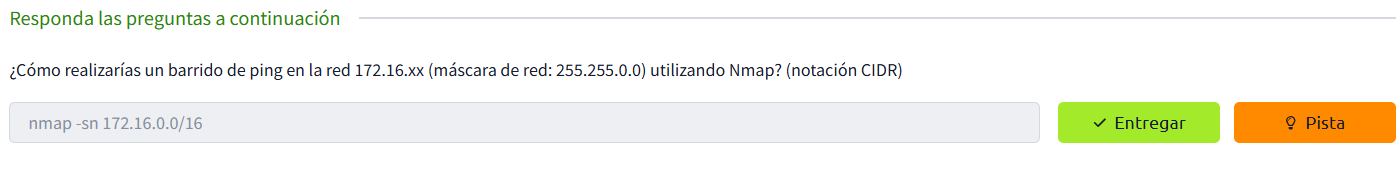 Responda las preguntas a continuación
¿Cómo realizarías un barrido de ping en la red 172.16.xx (máscara de red: 255.255.0.0) utilizando Nmap? (notación CIDR)
nmap -sn 172.16.0.0/16
Entregar
Pista